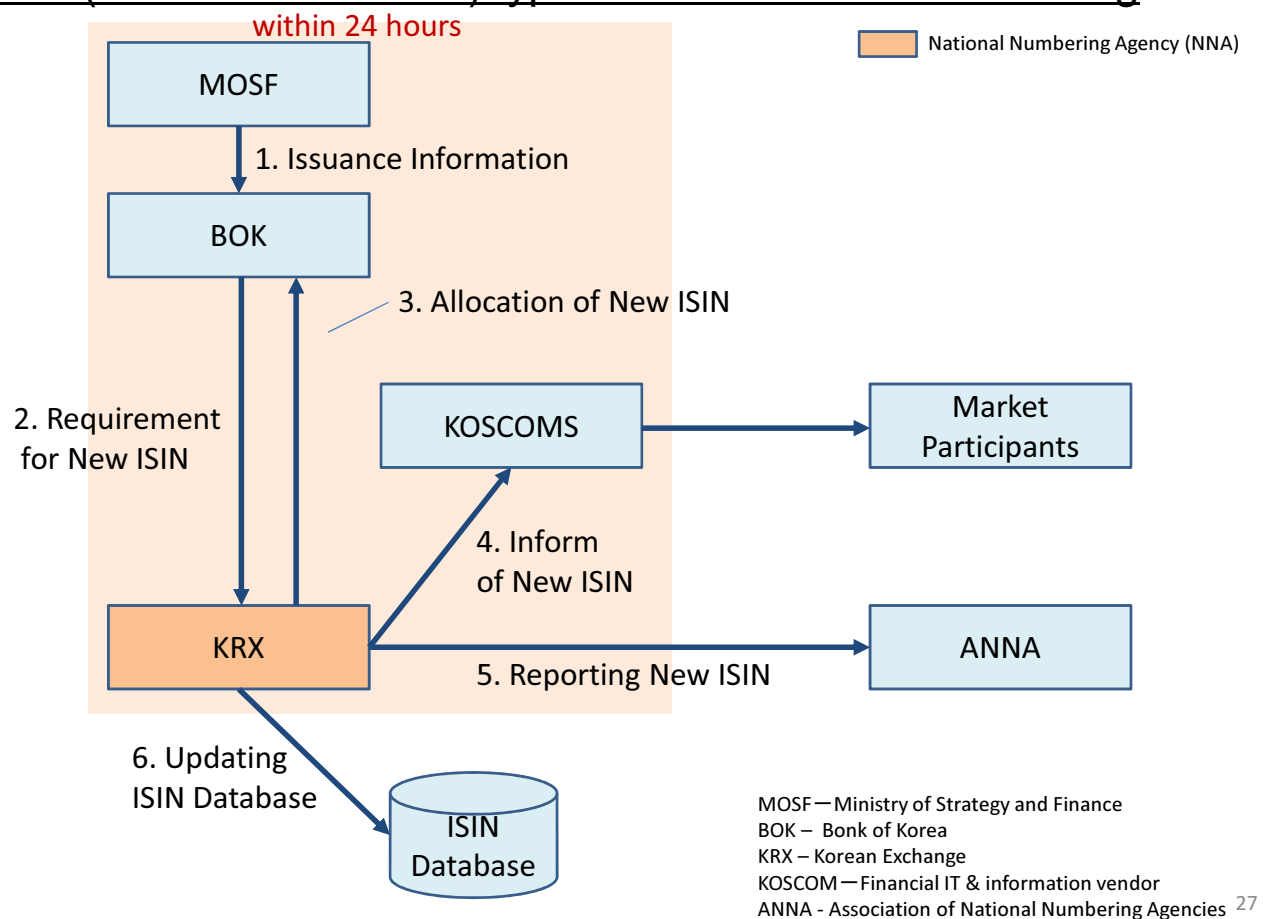 within 24 hours
National Numbering Agency (NNA)
MOSF
1. Issuance Information
BOK
3. Allocation of New ISIN
2. Requirement
for New ISIN
KOSCOMS
Market
Participants
4. Inform
of New ISIN
KRX
ANNA
5. Reporting New ISIN
6. Updating
ISIN Database
ISIN
Database
MOSF—Ministry of Strategy and Finance
BOK – Bonk of Korea
KRX – Korean Exchange
KOSCOM—Financial IT & information vendor
ANNA - Association of National Numbering Agencies
27